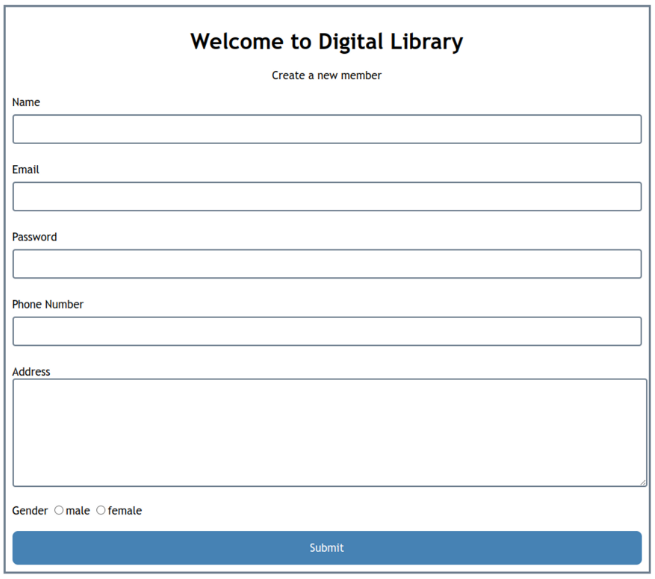 Welcome to Digital Library
Create a new member
Name
Email
Password
Phone Number
Address
Gender male female
Submit